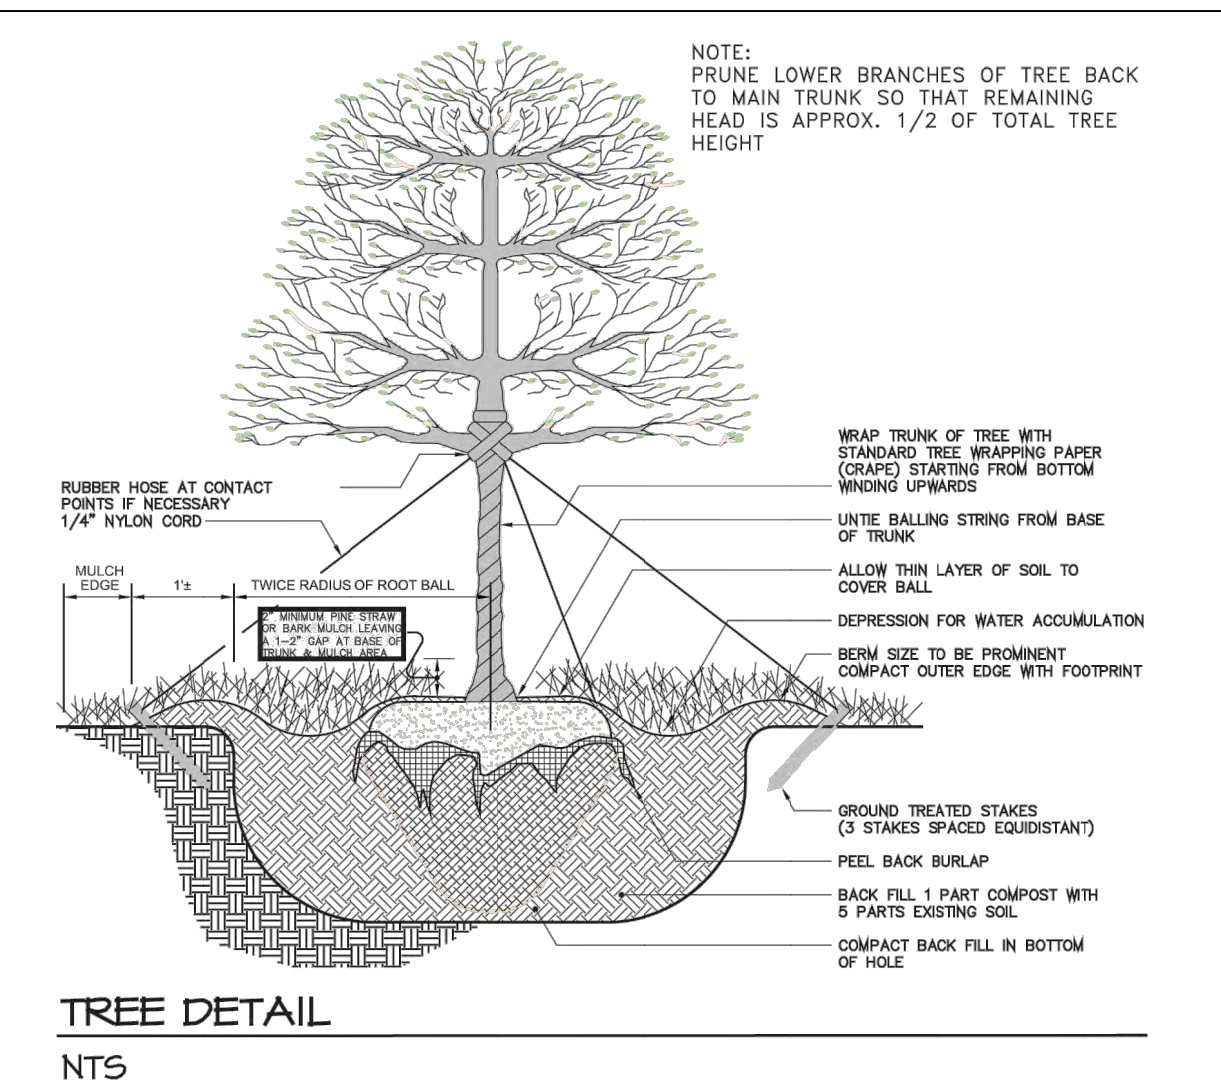 NOTE:
PRUNE LOWER BRANCHES OF TREE BACK
TO MAIN TRUNK SO THAT REMAINING
HEAD IS APPROX. 1/2 OF TOTAL TREE
HEIGHT
WRAP TRUNK OF TREE WITH
STANDARD TREE WRAPPING PAPER
(CRAPE) STARTING FROM BOTTOM
WINDING UPWARDS
RUBBER HOSE AT CONTACT
POINTS IF NECESSARY
1/4" NYLON CORD
UNTIE BALLING STRING FROM BASE
OF TRUNK
MULCH
EDGE
1'±
TWICE RADIUS OF ROOT BALL
ALLOW THIN LAYER OF SOIL TO
COVER BALL
2" MINIMUM PINE STRAW
OR BARK MULCH LEAVING
A 1-2" GAP AT BASE OF
TRUNK & MULCH AREA
DEPRESSION FOR WATER ACCUMULATION
BERM SIZE TO BE PROMINENT
COMPACT OUTER EDGE WITH FOOTPRINT
GROUND TREATED STAKES
(3 STAKES SPACED EQUIDISTANT)
PEEL BACK BURLAP
BACK FILL 1 PART COMPOST WITH
5 PARTS EXISTING SOIL
COMPACT BACK FILL IN BOTTOM
OF HOLE
TREE DETAIL
NTS